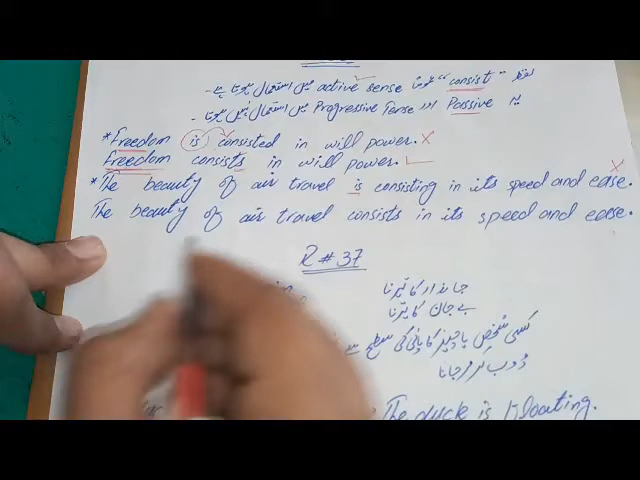 لفظ "consist" عموماً active sense میں استعمال ہوتا ہے -
یہ Passive اور Progressive Tense میں استعمال نہیں ہوتا -
*Freedom is consisted in will power. ×
Freedom consists in will power. ✓
*The beauty of air travel is consisting in its speed and ease. ×
The beauty of air travel consists in its speed and ease.
R # 37
جاندار کا تیرنا
بے جان کا تیرنا
کسی شخص یا چیز کا پانی کی سطح
ڈوب کر مر جانا
The duck is floating.